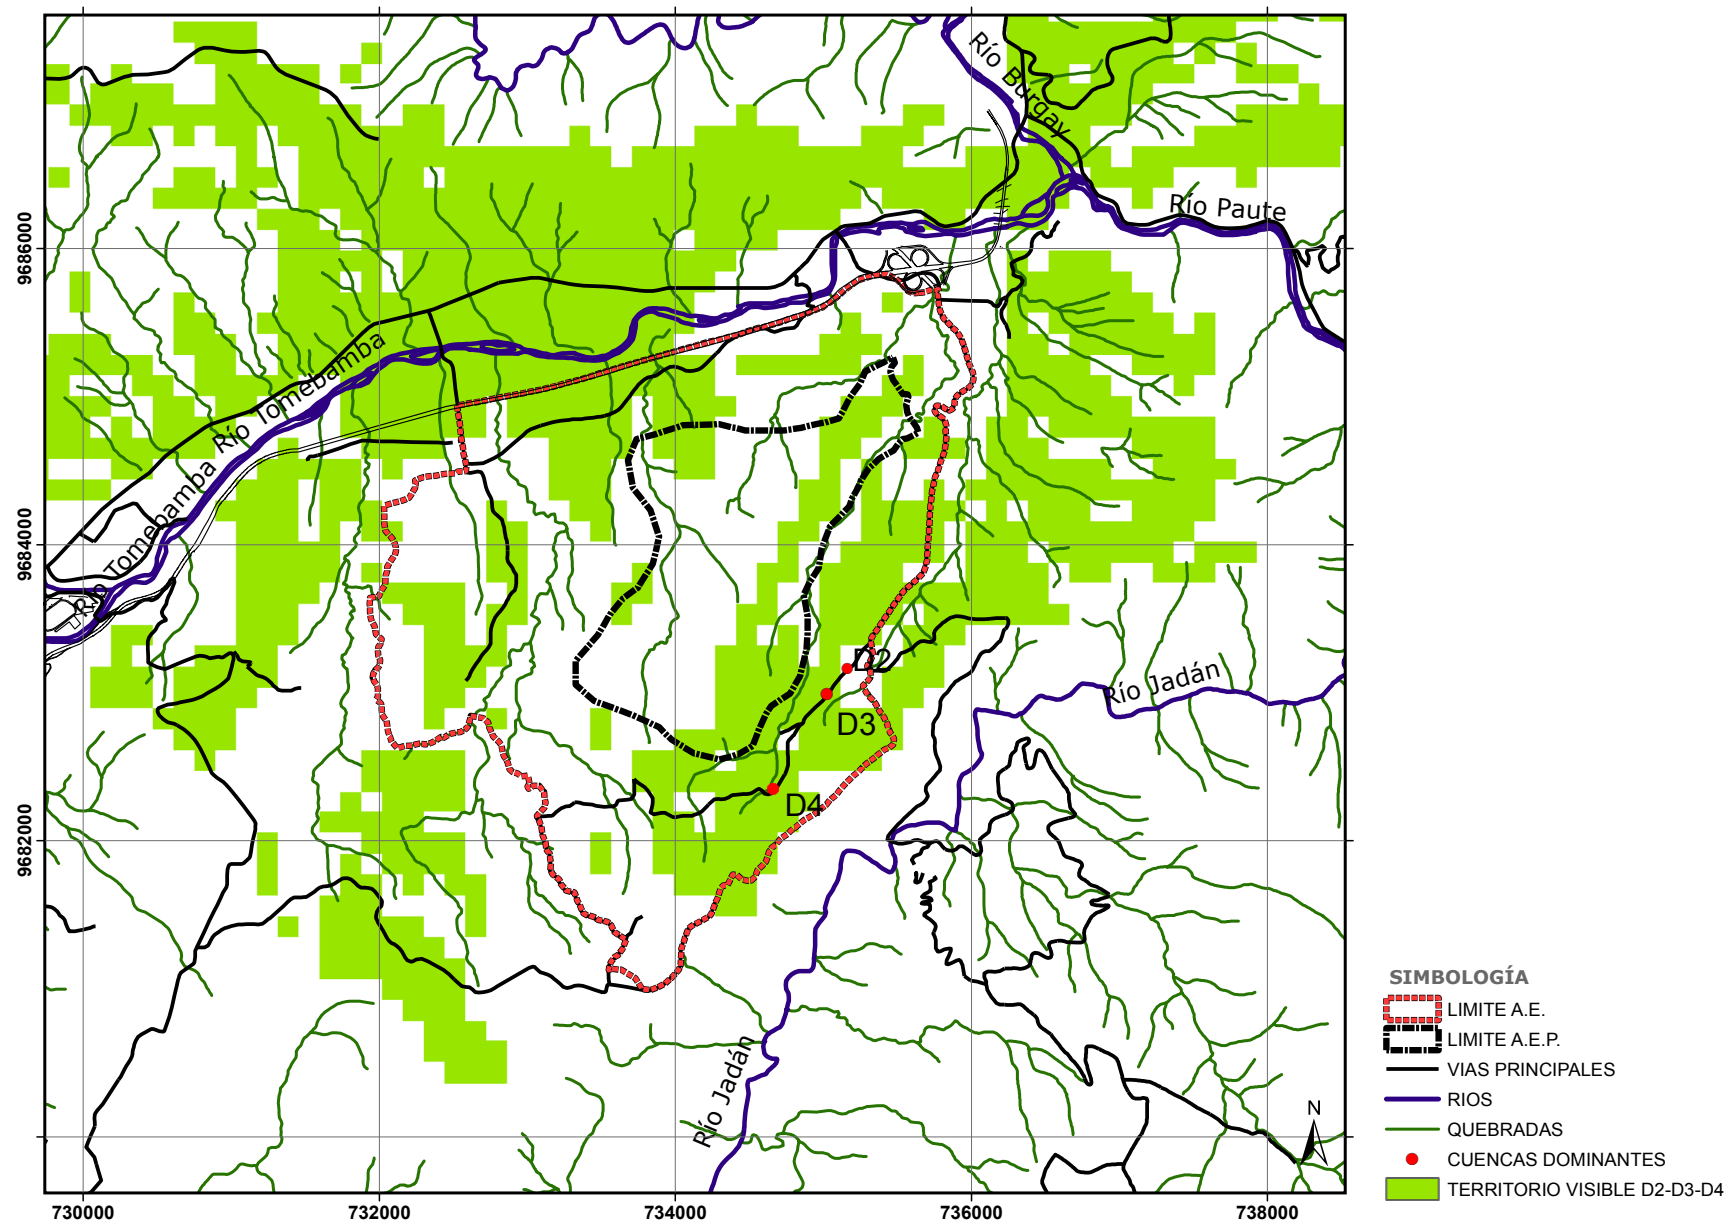 Río Burgay
Río Paute
9686000
Río Tomebamba
Río Tomebamba
Río Tomebamba
9684000
D2
Río Jadán
D3
D4
9682000
Río Jadán
N
730000
732000
734000
736000
738000
SIMBOLOGÍA
LIMITE A.E.
LIMITE A.E.P.
VIAS PRINCIPALES
RIOS
QUEBRADAS
CUENCAS DOMINANTES
TERRITORIO VISIBLE D2-D3-D4